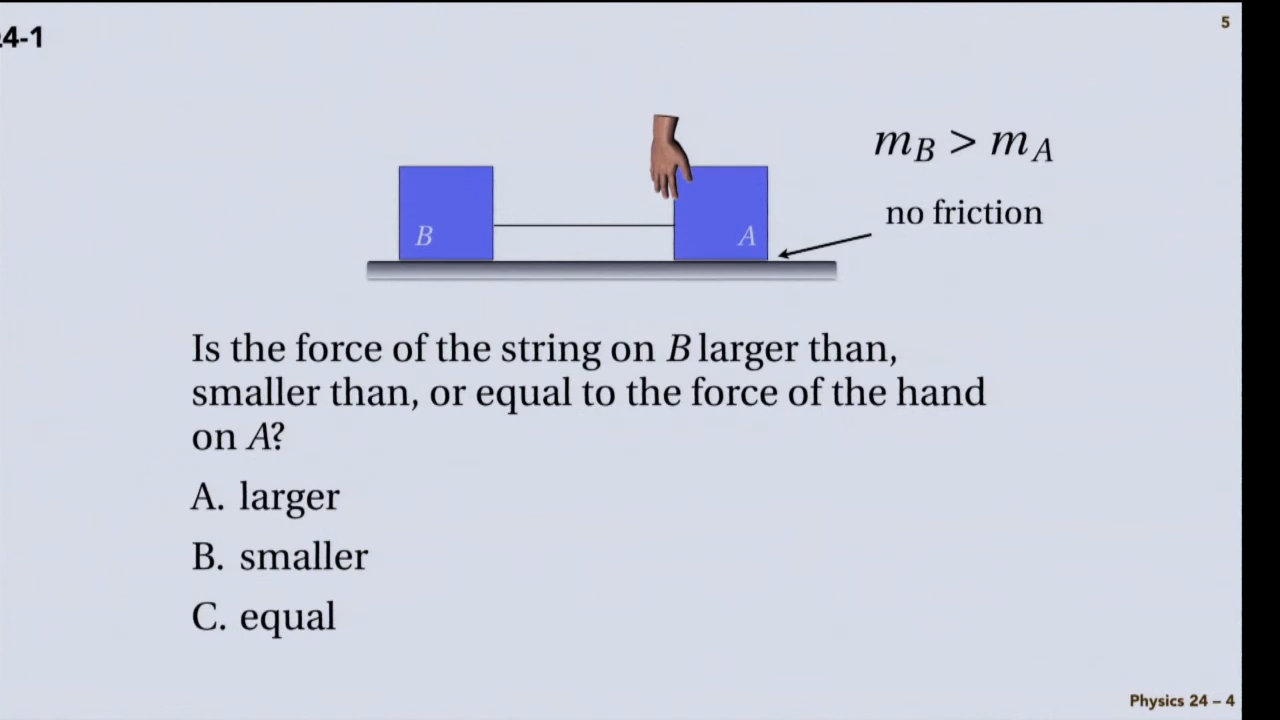 24-1
5
m_B > m_A
no friction
B
A
Is the force of the string on B larger than,
smaller than, or equal to the force of the hand
on A?
A. larger
B. smaller
C. equal
Physics 24 – 4